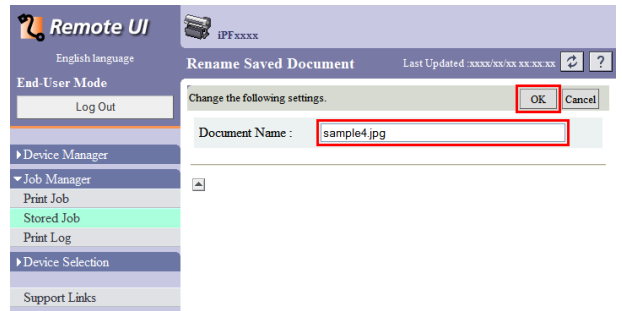 Remote UI
English language
End-User Mode
Log Out
▶Device Manager
▼Job Manager
Print Job
Stored Job
Print Log
▶Device Selection
Support Links
iPFxxxx
Rename Saved Document Last Updated :xxxx/xx/xx xx:xx:xx ?
Change the following settings. OK Cancel
Document Name : sample4.jpg